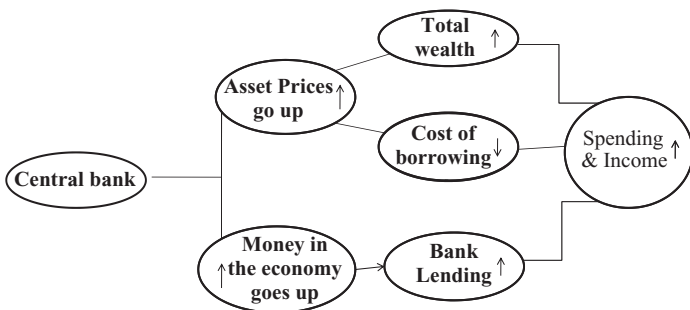 Total
wealth ↑
Asset Prices ↑
go up
Cost of
borrowing ↓
Spending
& Income ↑
Central bank
Money in
↑ the economy
goes up
Bank
Lending ↑